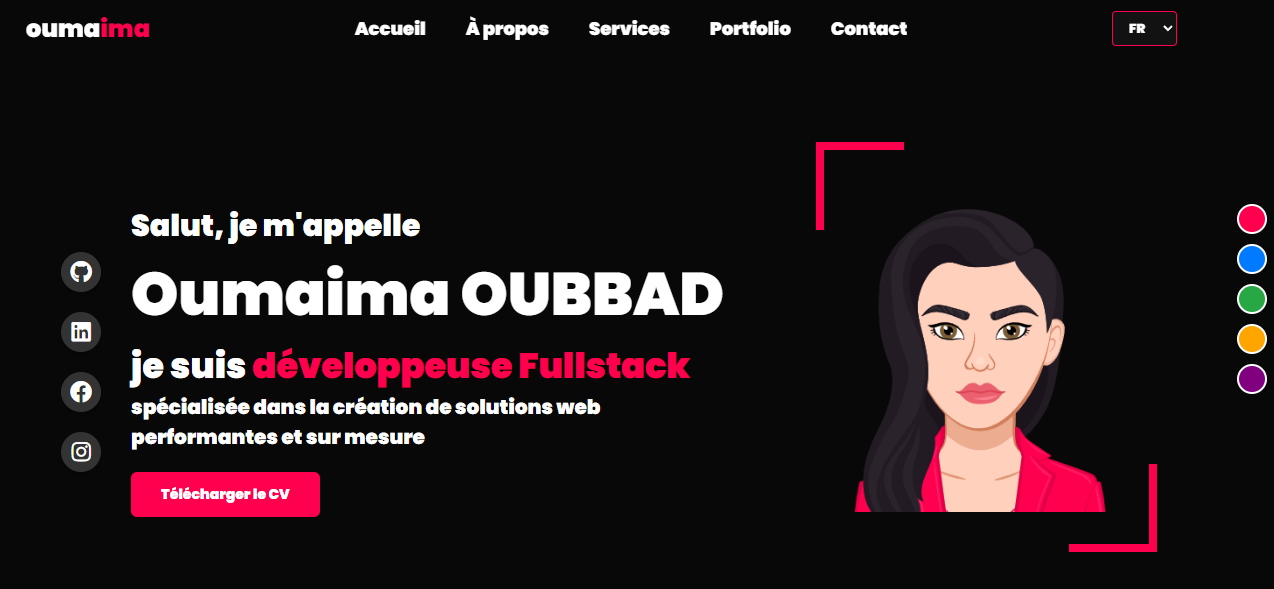 oumaima
Accueil À propos Services Portfolio Contact
FR
Salut, je m'appelle
Oumaima OUBBAD
je suis développeuse Fullstack
spécialisée dans la création de solutions web
performantes et sur mesure
Télécharger le CV